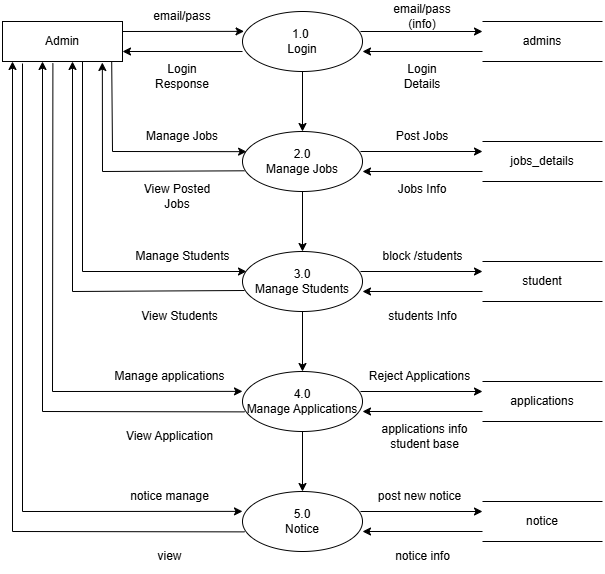 email/pass
email/pass
(info)
Admin
1.0
Login
admins
Login
Response
Login
Details
Manage Jobs
Post Jobs
2.0
Manage Jobs
jobs_details
View Posted
Jobs
Jobs Info
Manage Students
block /students
3.0
Manage Students
student
View Students
students Info
Manage applications
Reject Applications
4.0
Manage Applications
applications
View Application
applications info
student base
notice manage
post new notice
5.0
Notice
notice
view
notice info